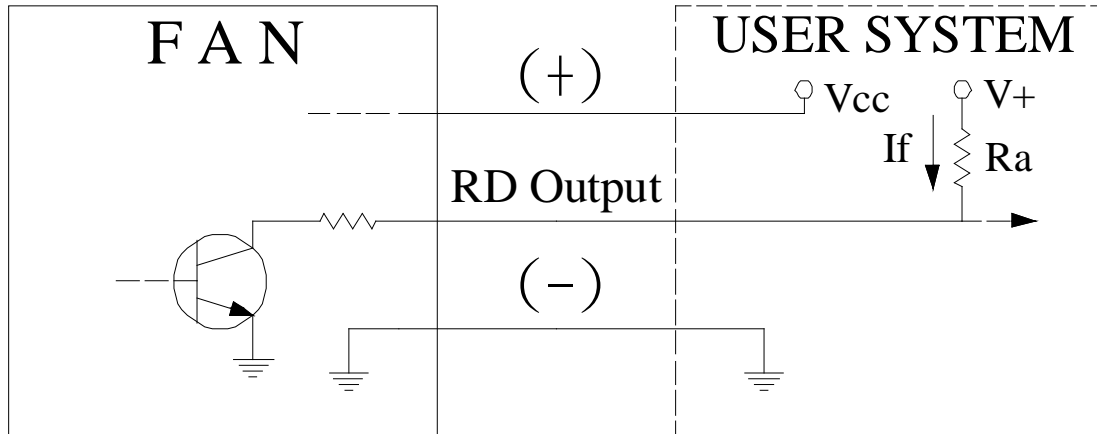 F A N
USER SYSTEM
(+)
Vcc
V+
If
Ra
RD Output
(−)